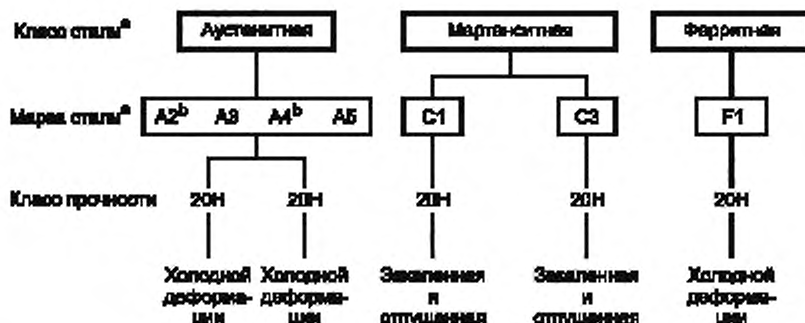 Класс стали a Аустенитная Мартенситная Ферритная
Марка стали a A2 b A3 A4 b A5 C1 C3 F1
Класс прочности 20H 20H 20H 20H 20H
Холодной Холодной Закаленная Закаленная Холодной
деформа- деформа- и и деформа-
ции ции отпущенная отпущенная ции